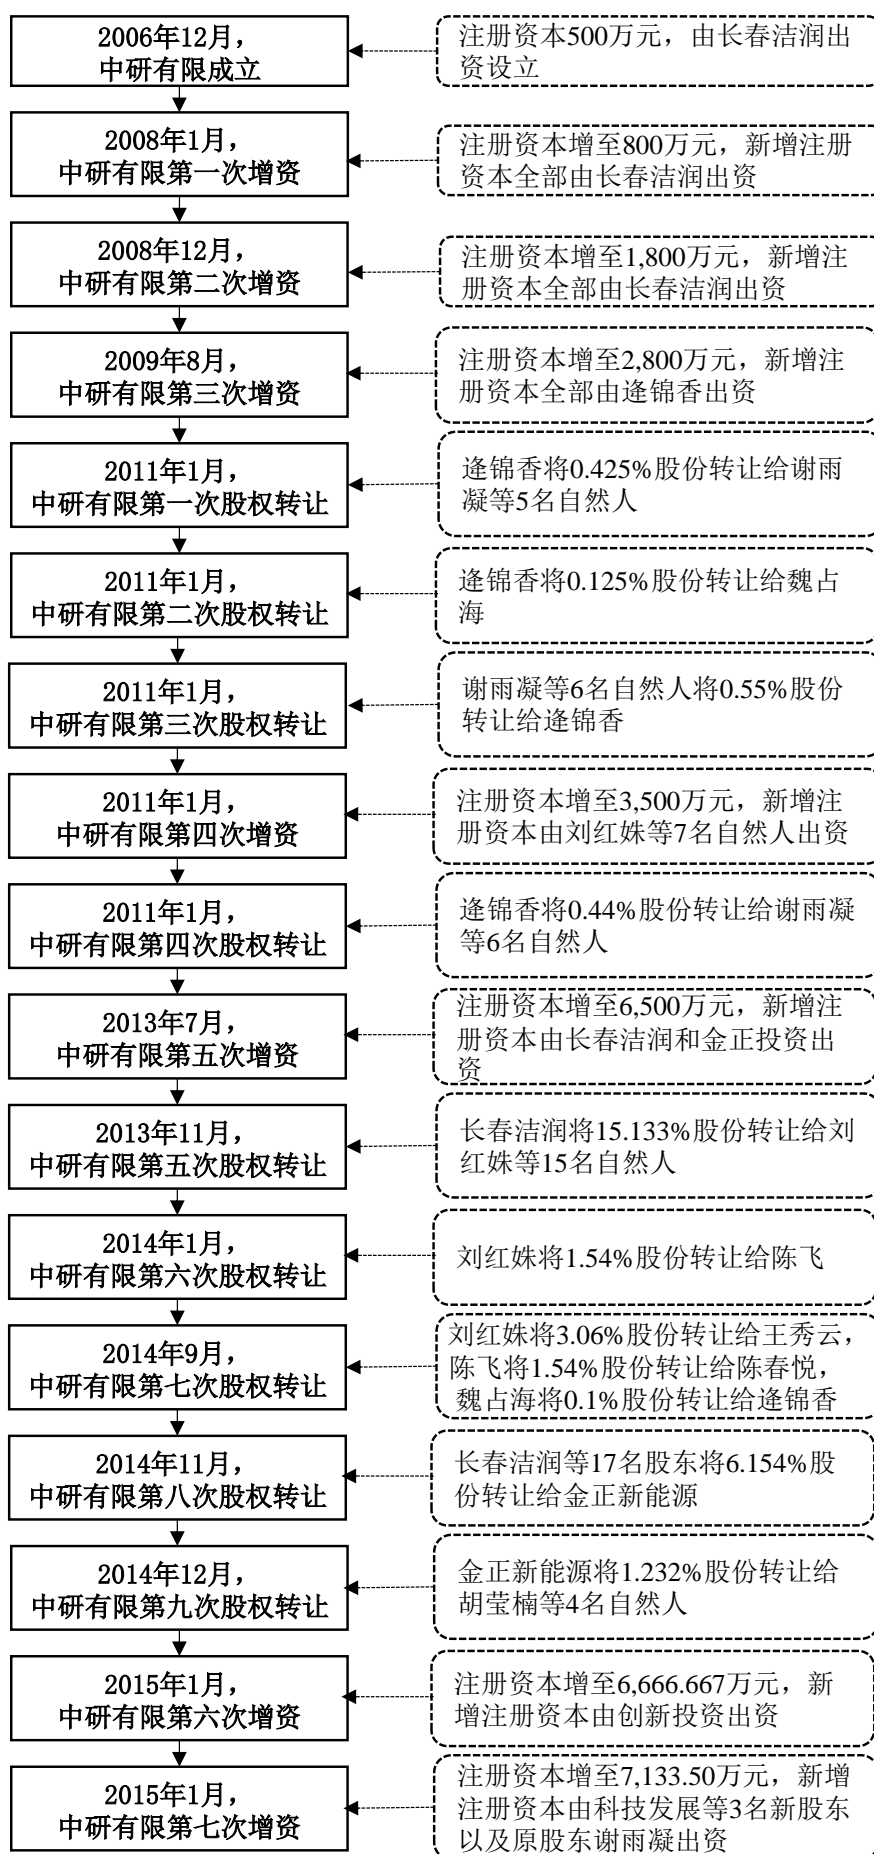 2006年12月，
中研有限成立
注册资本500万元，由长春洁润出
资设立
2008年1月，
中研有限第一次增资
注册资本增至800万元，新增注册
资本全部由长春洁润出资
2008年12月，
中研有限第二次增资
注册资本增至1,800万元，新增注
册资本全部由长春洁润出资
2009年8月，
中研有限第三次增资
注册资本增至2,800万元，新增注
册资本全部由逄锦香出资
2011年1月，
中研有限第一次股权转让
逄锦香将0.425%股份转让给谢雨
凝等5名自然人
2011年1月，
中研有限第二次股权转让
逄锦香将0.125%股份转让给魏占
海
2011年1月，
中研有限第三次股权转让
谢雨凝等6名自然人将0.55%股份
转让给逄锦香
2011年1月，
中研有限第四次增资
注册资本增至3,500万元，新增注
册资本由刘红姝等7名自然人出资
2011年1月，
中研有限第四次股权转让
逄锦香将0.44%股份转让给谢雨凝
等6名自然人
2013年7月，
中研有限第五次增资
注册资本增至6,500万元，新增注
册资本由长春洁润和金正投资出
资
2013年11月，
中研有限第五次股权转让
长春洁润将15.133%股份转让给刘
红姝等15名自然人
2014年1月，
中研有限第六次股权转让
刘红姝将1.54%股份转让给陈飞
2014年9月，
中研有限第七次股权转让
刘红姝将3.06%股份转让给王秀云，
陈飞将1.54%股份转让给陈春悦，
魏占海将0.1%股份转让给逄锦香
2014年11月，
中研有限第八次股权转让
长春洁润等17名股东将6.154%股
份转让给金正新能源
2014年12月，
中研有限第九次股权转让
金正新能源将1.232%股份转让给
胡莹楠等4名自然人
2015年1月，
中研有限第六次增资
注册资本增至6,666.667万元，新
增注册资本由创新投资出资
2015年1月，
中研有限第七次增资
注册资本增至7,133.50万元，新增
注册资本由科技发展等3名新股东
以及原股东谢雨凝出资